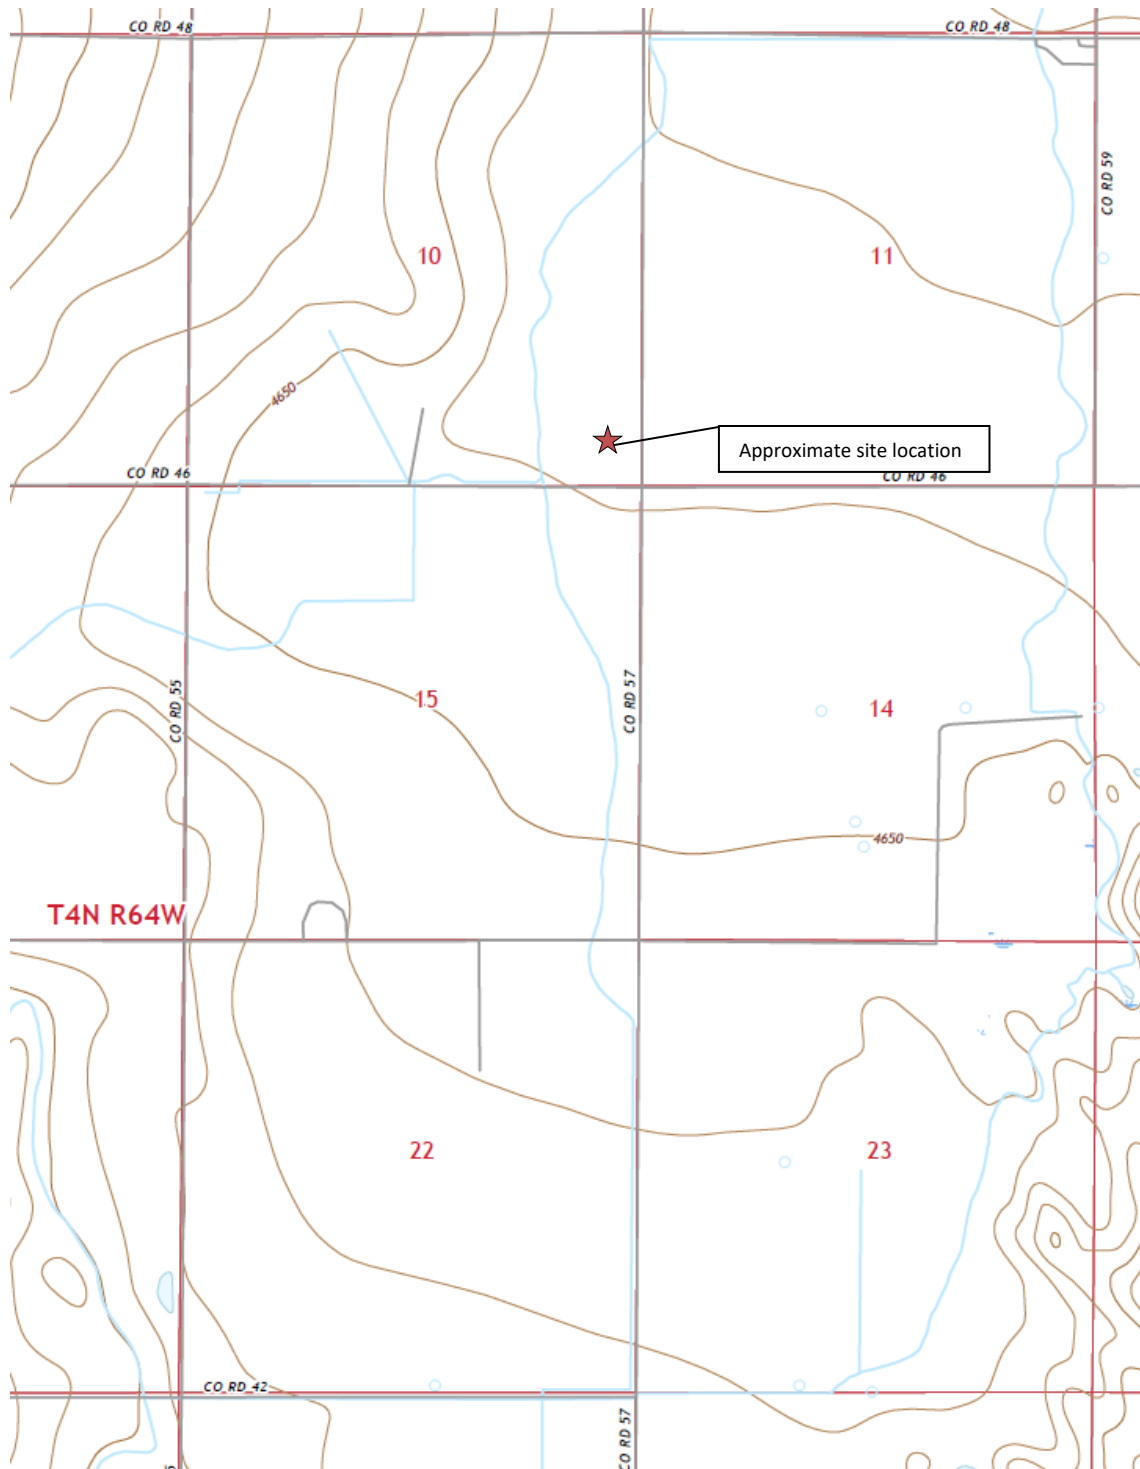 CO RD 48
CO RD 48
CO RD 59
10
11
4650
Approximate site location
CO RD 46
CO RD 46
CO RD 55
15
CO RD 57
14
4650
T4N R64W
22
23
CO RD 42
CO RD 57